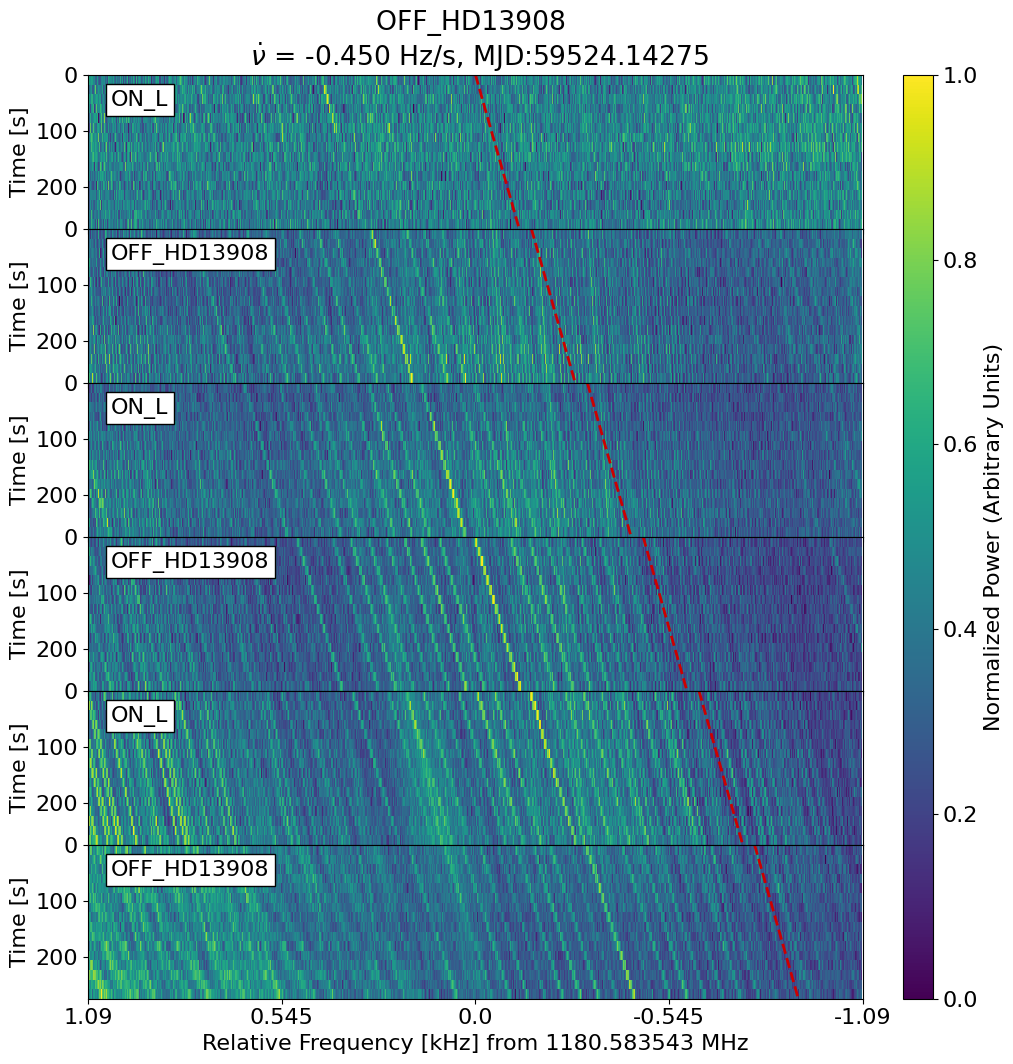 OFF_HD13908
ν̇ = -0.450 Hz/s, MJD:59524.14275
0
100
200
Time [s]
ON_L
0
100
200
Time [s]
OFF_HD13908
0
100
200
Time [s]
ON_L
0
100
200
Time [s]
OFF_HD13908
0
100
200
Time [s]
ON_L
0
100
200
Time [s]
OFF_HD13908
1.09 0.545 0.0 -0.545 -1.09
Relative Frequency [kHz] from 1180.583543 MHz
1.0
0.8
0.6
0.4
0.2
0.0
Normalized Power (Arbitrary Units)